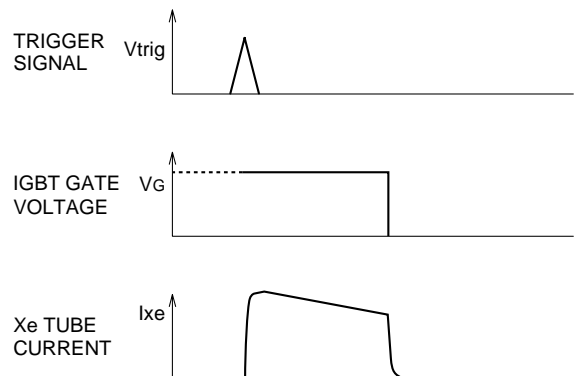 TRIGGER
SIGNAL
Vtrig
IGBT GATE
VOLTAGE
VG
Xe TUBE
CURRENT
Ixe